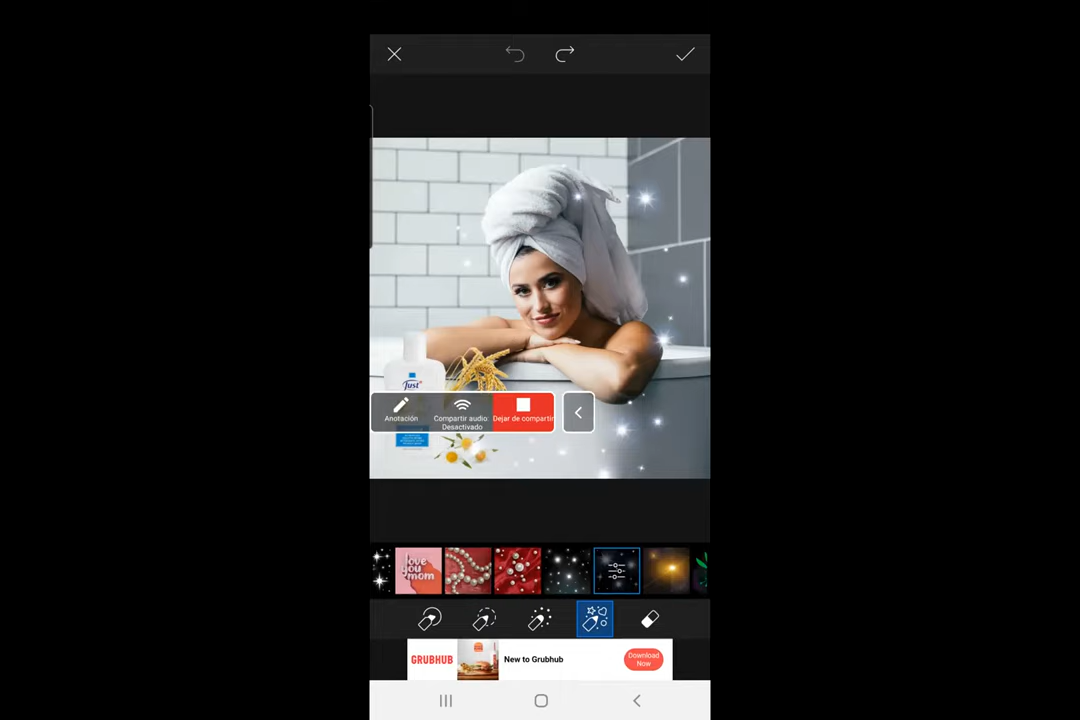 Just
Anotación
Compartir audio
Desactivado
Dejar de compartir
love
you
mom
GRUBHUB
New to Grubhub
Download
Now